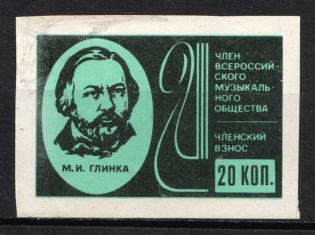 ЧЛЕН
ВСЕРОССИЙ-
СКОГО
МУЗЫКАЛЬ-
НОГО
ОБЩЕСТВА
ЧЛЕНСКИЙ
ВЗНОС
20 КОП.
М.И. ГЛИНКА